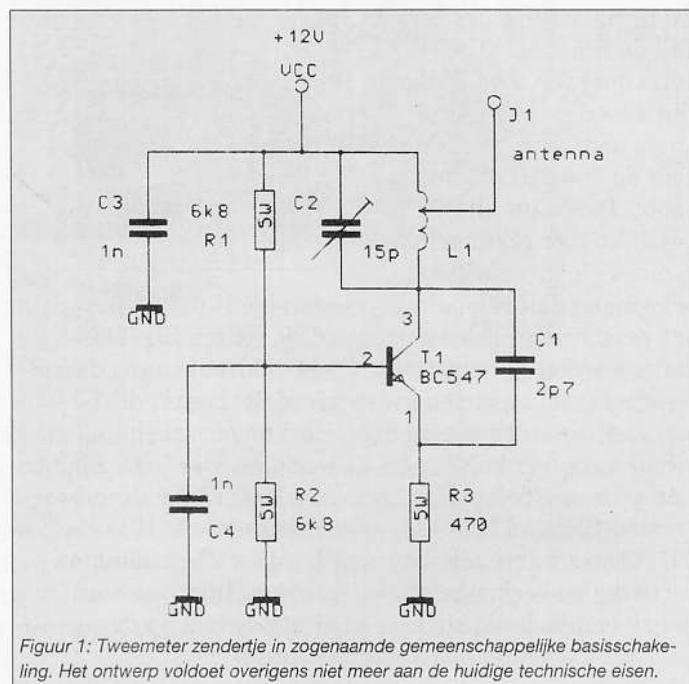 +12V
VCC
J1
antenna
C3
1n
GND
6k8
R1
5W
C2
15p
L1
3
2
T1
BC547
1
C1
2p7
1n
C4
GND
5W
R2
6k8
GND
5W
R3
470
GND
Figuur 1: Tweemeter zendertje in zogenaamde gemeenschappelijke basisschake-
ling. Het ontwerp voldoet overigens niet meer aan de huidige technische eisen.